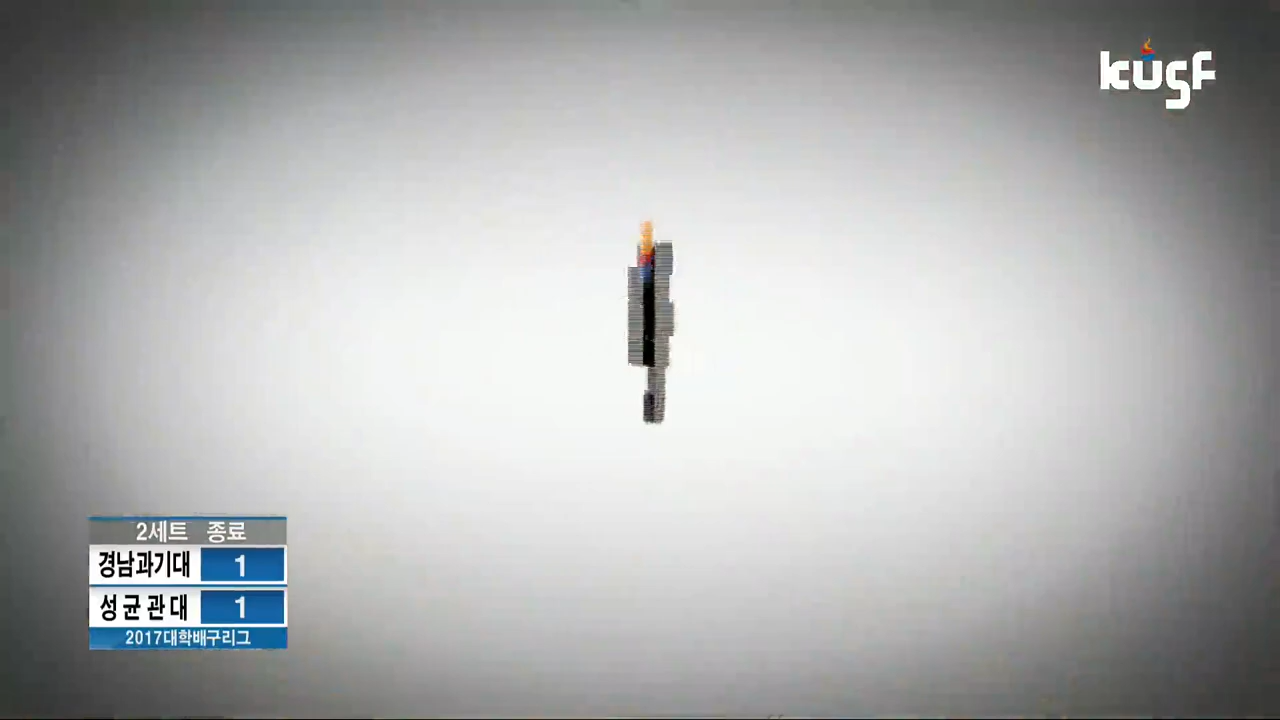 kusf
2세트 종료
경남과기대 1
성균관대 1
2017대학배구리그